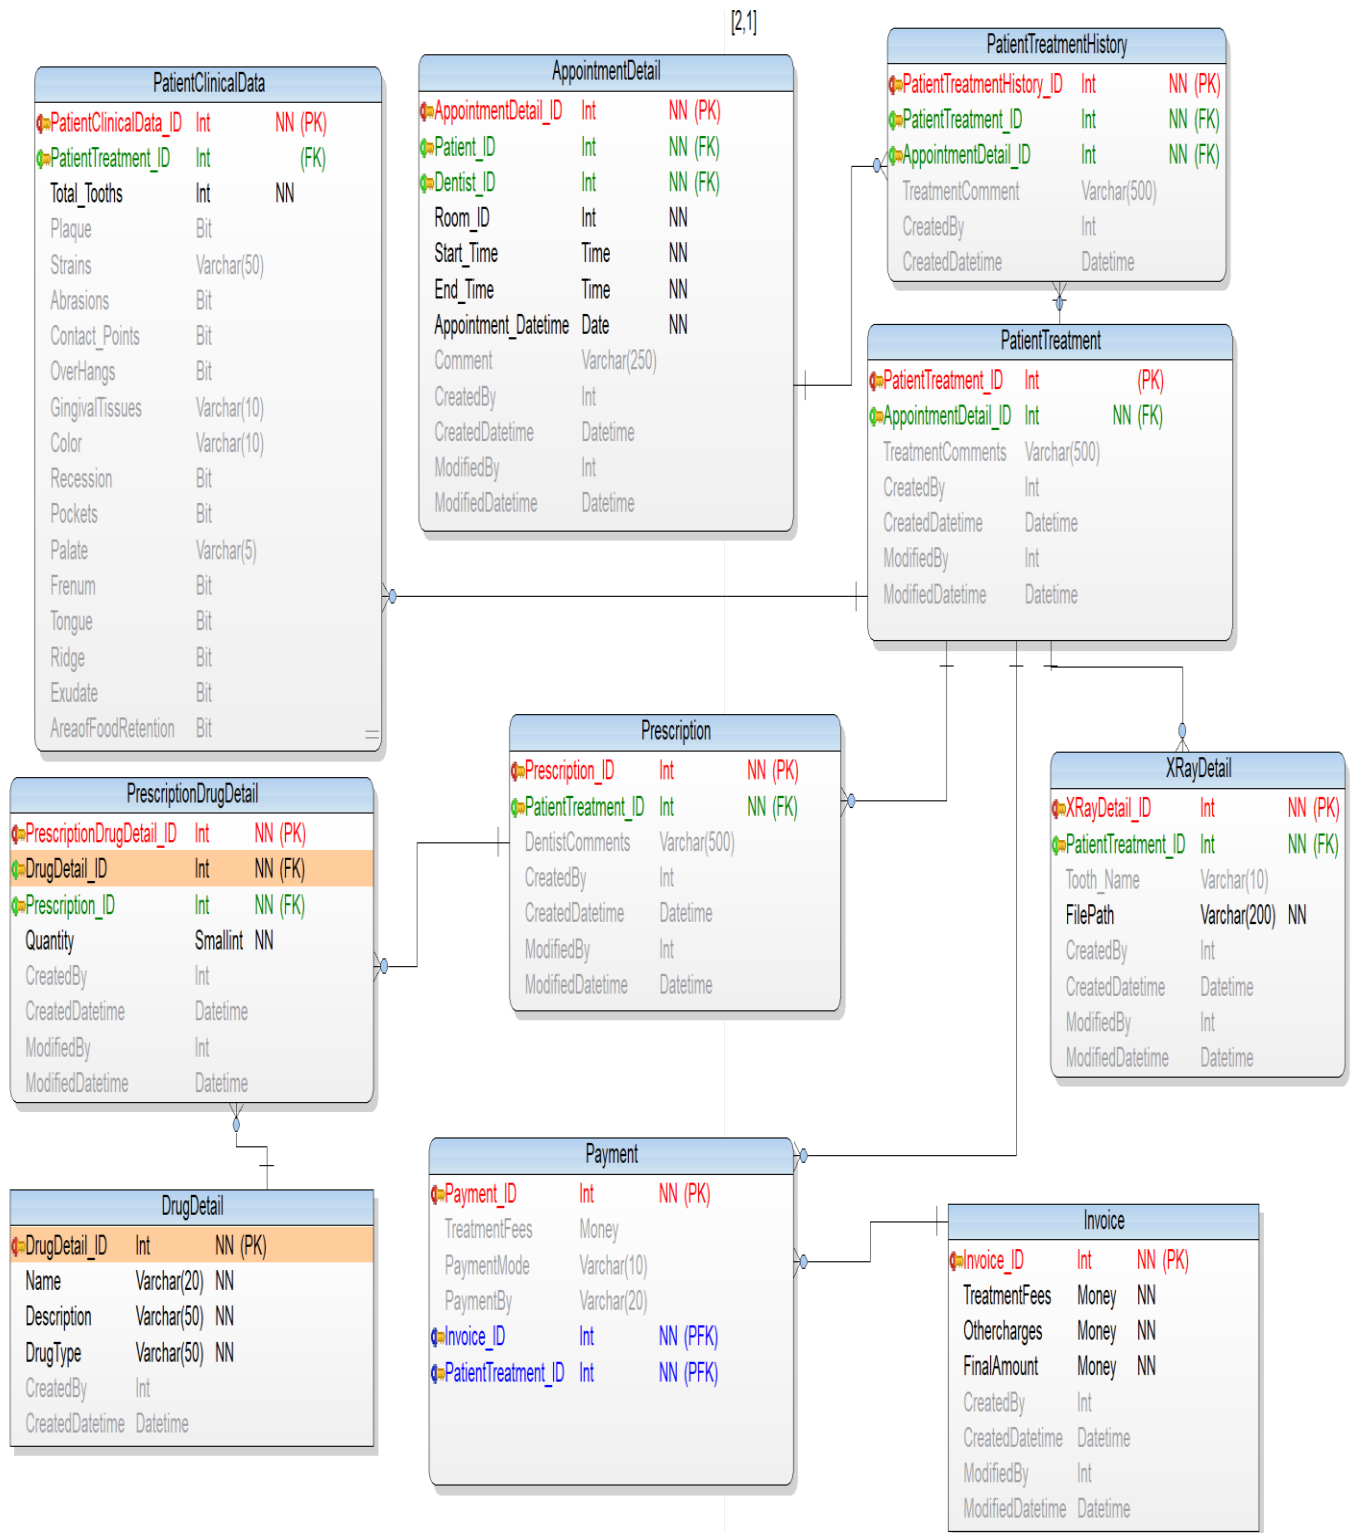 [2,1]
PatientClinicalData
PatientClinicalData_ID Int NN (PK)
PatientTreatment_ID Int (FK)
Total_Tooths Int NN
Plaque Bit
Strains Varchar(50)
Abrasions Bit
Contact_Points Bit
OverHangs Bit
GingivalTissues Varchar(10)
Color Varchar(10)
Recession Bit
Pockets Bit
Palate Varchar(5)
Frenum Bit
Tongue Bit
Ridge Bit
Exudate Bit
AreaofFoodRetention Bit
AppointmentDetail
AppointmentDetail_ID Int NN (PK)
Patient_ID Int NN (FK)
Dentist_ID Int NN (FK)
Room_ID Int NN
Start_Time Time NN
End_Time Time NN
Appointment_Datetime Date NN
Comment Varchar(250)
CreatedBy Int
CreatedDatetime Datetime
ModifiedBy Int
ModifiedDatetime Datetime
PatientTreatmentHistory
PatientTreatmentHistory_ID Int NN (PK)
PatientTreatment_ID Int NN (FK)
AppointmentDetail_ID Int NN (FK)
TreatmentComment Varchar(500)
CreatedBy Int
CreatedDatetime Datetime
PatientTreatment
PatientTreatment_ID Int (PK)
AppointmentDetail_ID Int NN (FK)
TreatmentComments Varchar(500)
CreatedBy Int
CreatedDatetime Datetime
ModifiedBy Int
ModifiedDatetime Datetime
PrescriptionDrugDetail
PrescriptionDrugDetail_ID Int NN (PK)
DrugDetail_ID Int NN (FK)
Prescription_ID Int NN (FK)
Quantity Smallint NN
CreatedBy Int
CreatedDatetime Datetime
ModifiedBy Int
ModifiedDatetime Datetime
Prescription
Prescription_ID Int NN (PK)
PatientTreatment_ID Int NN (FK)
DentistComments Varchar(500)
CreatedBy Int
CreatedDatetime Datetime
ModifiedBy Int
ModifiedDatetime Datetime
XRayDetail
XRayDetail_ID Int NN (PK)
PatientTreatment_ID Int NN (FK)
Tooth_Name Varchar(10)
FilePath Varchar(200) NN
CreatedBy Int
CreatedDatetime Datetime
ModifiedBy Int
ModifiedDatetime Datetime
DrugDetail
DrugDetail_ID Int NN (PK)
Name Varchar(20) NN
Description Varchar(50) NN
DrugType Varchar(50) NN
CreatedBy Int
CreatedDatetime Datetime
Payment
Payment_ID Int NN (PK)
TreatmentFees Money
PaymentMode Varchar(10)
PaymentBy Varchar(20)
Invoice_ID Int NN (PFK)
PatientTreatment_ID Int NN (PFK)
Invoice
Invoice_ID Int NN (PK)
TreatmentFees Money NN
Othercharges Money NN
FinalAmount Money NN
CreatedBy Int
CreatedDatetime Datetime
ModifiedBy Int
ModifiedDatetime Datetime